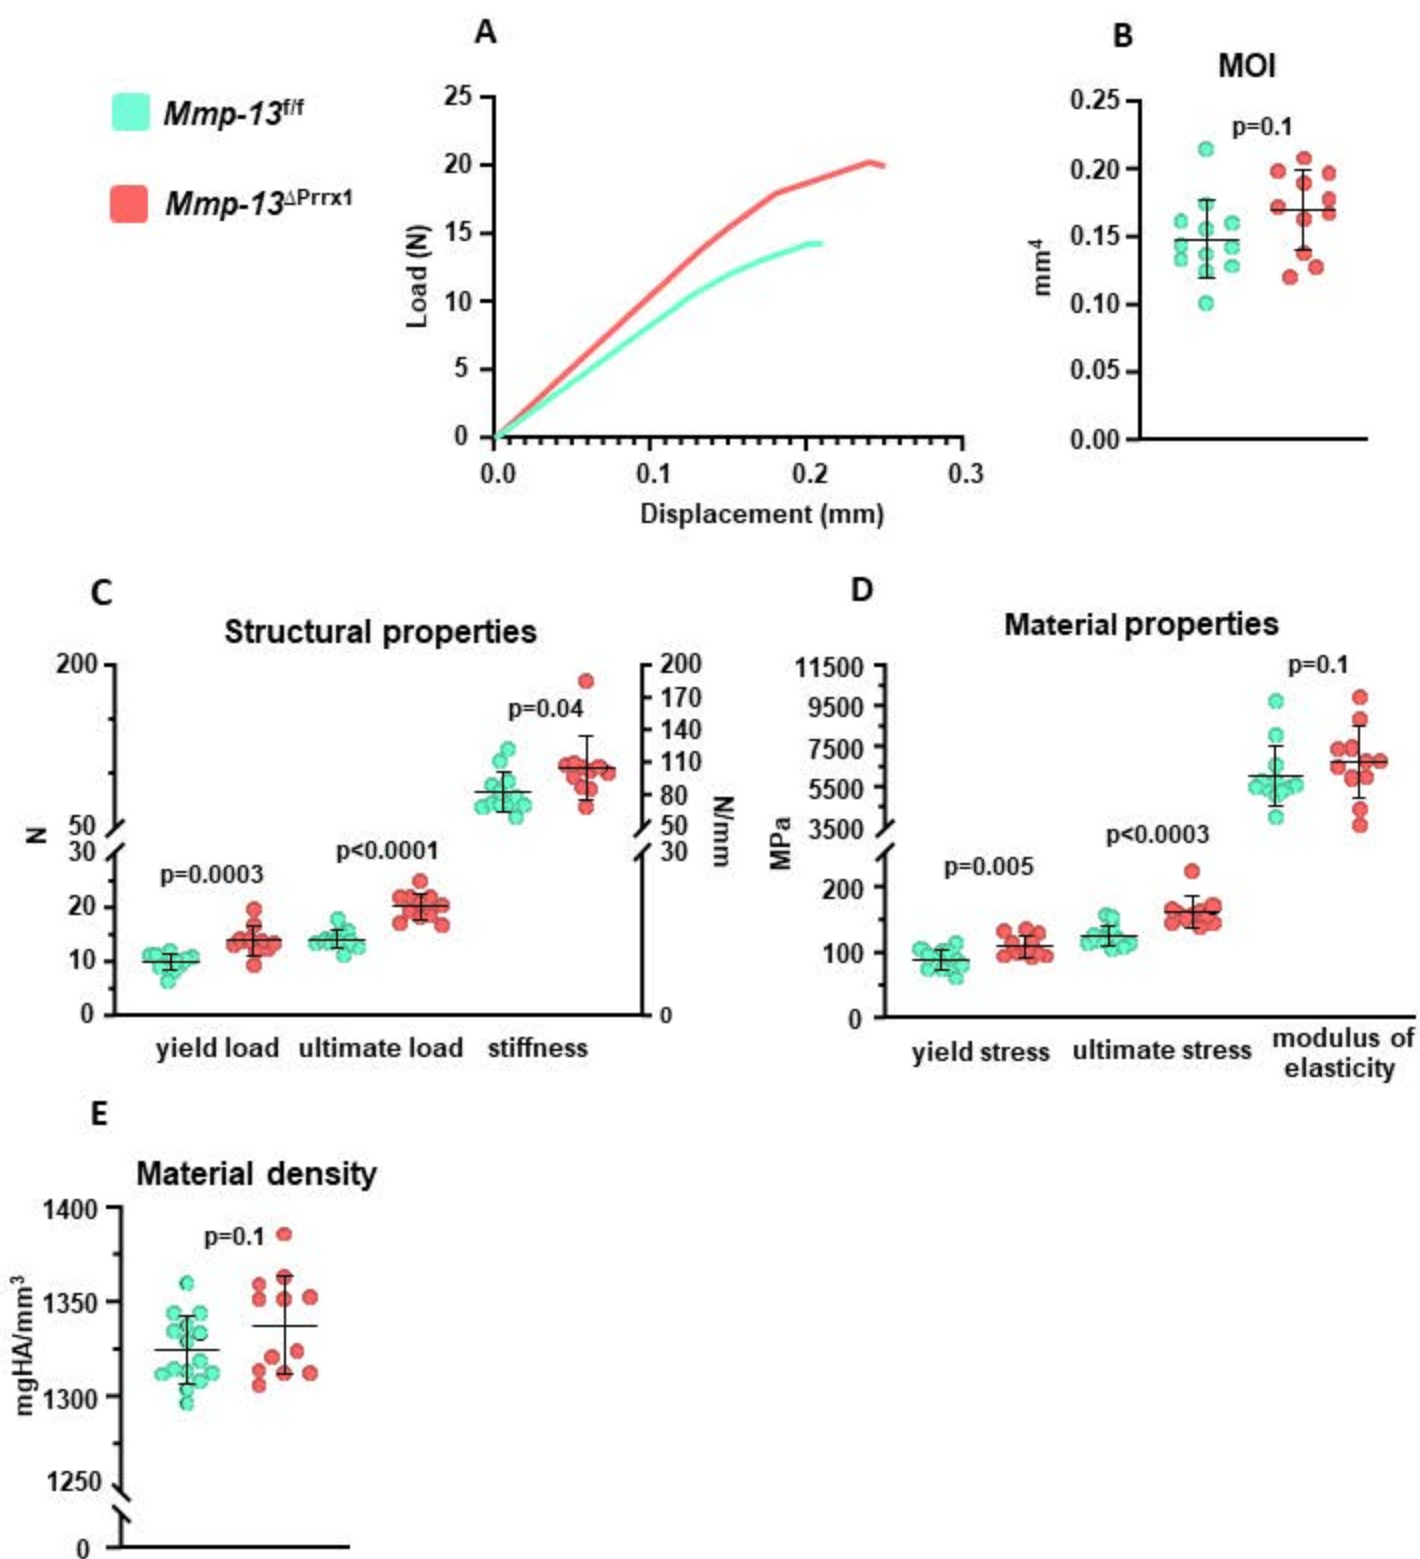 A
B
MOI
Mmp-13f/f
Mmp-13ΔPrrx1
25
20
15
10
5
0
Load (N)
0.0 0.1 0.2 0.3
Displacement (mm)
0.25
0.20
0.15
0.10
0.05
0.00
mm4
p=0.1
C
Structural properties
200
50
30
20
10
0
N
p=0.0003
p<0.0001
p=0.04
200
170
140
110
80
50
30
0
N/mm
yield load ultimate load stiffness
D
Material properties
11500
9500
7500
5500
3500
200
100
0
MPa
p=0.005
p<0.0003
p=0.1
yield stress ultimate stress modulus of
elasticity
E
Material density
1400
1350
1300
1250
0
mgHA/mm3
p=0.1